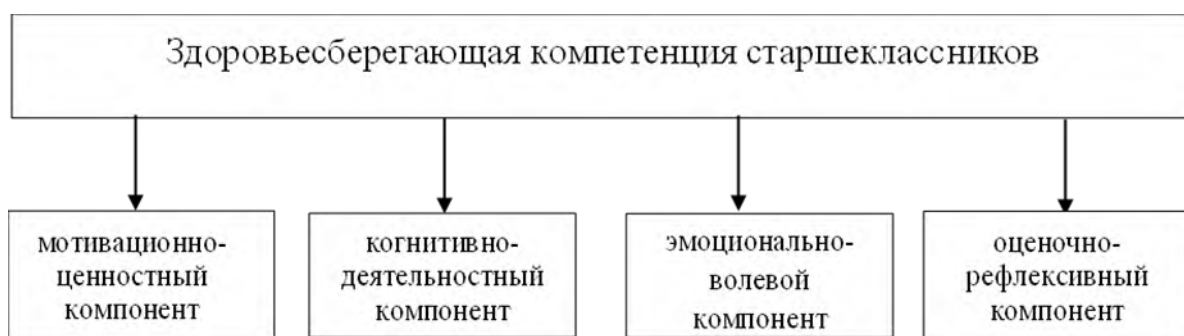 Здоровьесберегающая компетенция старшеклассников
мотивационно-
ценностный
компонент
когнитивно-
деятельностный
компонент
эмоционально-
волевой
компонент
оценочно-
рефлексивный
компонент